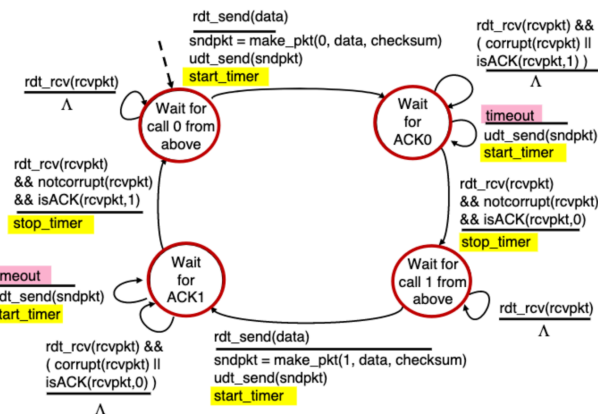 rdt_send(data)
sndpkt = make_pkt(0, data, checksum)
udt_send(sndpkt)
start_timer
rdt_rcv(rcvpkt) &&
( corrupt(rcvpkt) ||
isACK(rcvpkt,1) )
Λ
rdt_rcv(rcvpkt)
Λ
Wait for
call 0 from
above
Wait
for
ACK0
timeout
udt_send(sndpkt)
start_timer
rdt_rcv(rcvpkt)
&& notcorrupt(rcvpkt)
&& isACK(rcvpkt,1)
stop_timer
rdt_rcv(rcvpkt)
&& notcorrupt(rcvpkt)
&& isACK(rcvpkt,0)
stop_timer
Wait
for
ACK1
Wait for
call 1 from
above
meout
dt_send(sndpkt)
tart_timer
rdt_rcv(rcvpkt)
Λ
rdt_rcv(rcvpkt) &&
( corrupt(rcvpkt) ||
isACK(rcvpkt,0) )
Λ
rdt_send(data)
sndpkt = make_pkt(1, data, checksum)
udt_send(sndpkt)
start_timer